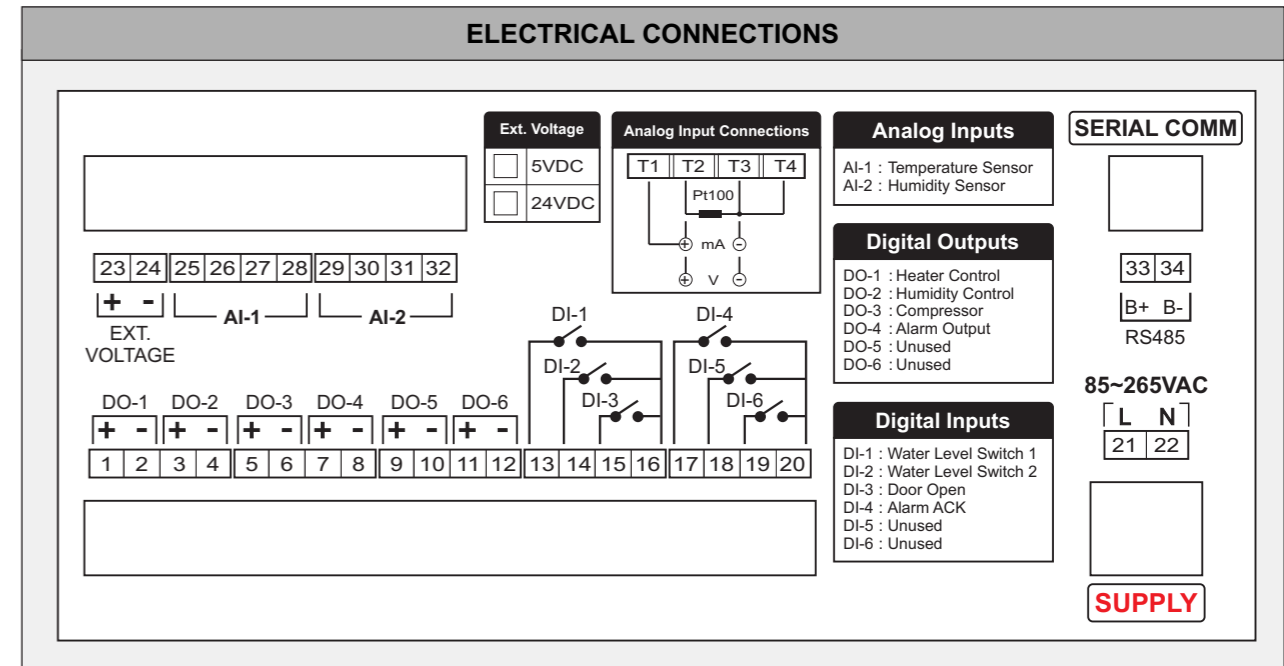 ELECTRICAL CONNECTIONS
Ext. Voltage
5VDC
24VDC
Analog Input Connections
T1 T2 T3 T4
Pt100
+ mA -
+ V -
Analog Inputs
AI-1 : Temperature Sensor
AI-2 : Humidity Sensor
SERIAL COMM
Digital Outputs
DO-1 : Heater Control
DO-2 : Humidity Control
DO-3 : Compressor
DO-4 : Alarm Output
DO-5 : Unused
DO-6 : Unused
23 24 25 26 27 28 29 30 31 32
+ -
AI-1
AI-2
EXT.
VOLTAGE
33 34
B+ B-
RS485
DI-1
DI-2
DI-3
DI-4
DI-5
DI-6
DO-1 DO-2 DO-3 DO-4 DO-5 DO-6
+ - + - + - + - + - + -
1 2 3 4 5 6 7 8 9 10 11 12 13 14 15 16 17 18 19 20
Digital Inputs
DI-1 : Water Level Switch 1
DI-2 : Water Level Switch 2
DI-3 : Door Open
DI-4 : Alarm ACK
DI-5 : Unused
DI-6 : Unused
85~265VAC
L N
21 22
SUPPLY